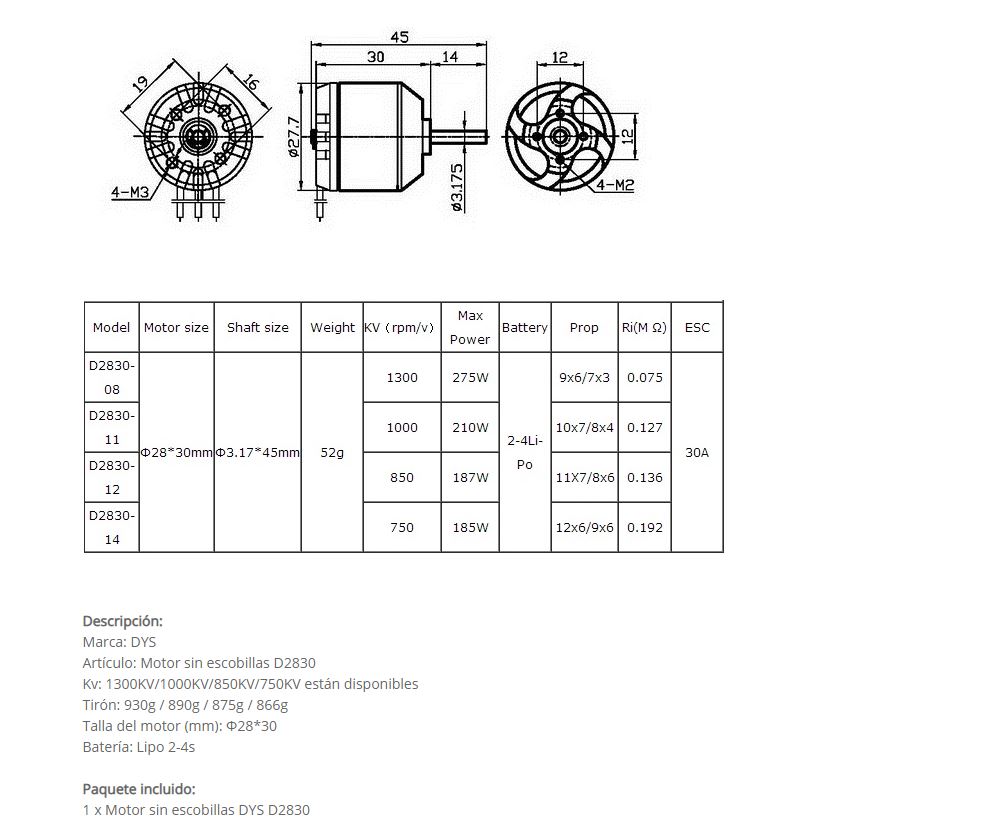 45
30
14
19
16
ø27.7
ø3.175
4-M3
12
12
4-M2
Model Motor size Shaft size Weight KV (rpm/v) Max Power Battery Prop Ri(M Ω) ESC
D2830-08 Φ28*30mm Φ3.17*45mm 52g 1300 275W 2-4Li-Po 9x6/7x3 0.075 30A
D2830-11 1000 210W 10x7/8x4 0.127
D2830-12 850 187W 11X7/8x6 0.136
D2830-14 750 185W 12x6/9x6 0.192
Descripción:
Marca: DYS
Artículo: Motor sin escobillas D2830
Kv: 1300KV/1000KV/850KV/750KV están disponibles
Tirón: 930g / 890g / 875g / 866g
Talla del motor (mm): Φ28*30
Batería: Lipo 2-4s
Paquete incluido:
1 x Motor sin escobillas DYS D2830